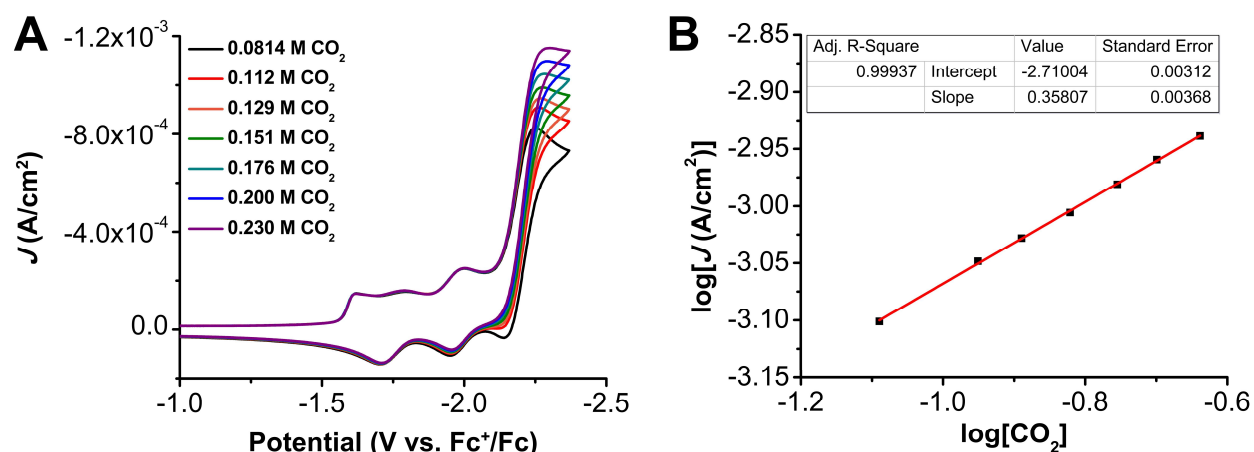 A
-1.2x10⁻³
-8.0x10⁻⁴
-4.0x10⁻⁴
0.0
J (A/cm²)
0.0814 M CO₂
0.112 M CO₂
0.129 M CO₂
0.151 M CO₂
0.176 M CO₂
0.200 M CO₂
0.230 M CO₂
-1.0 -1.5 -2.0 -2.5
Potential (V vs. Fc⁺/Fc)
B
-2.85
-2.90
-2.95
-3.00
-3.05
-3.10
-3.15
log[J (A/cm²)]
Adj. R-Square Value Standard Error
0.99937 Intercept -2.71004 0.00312
Slope 0.35807 0.00368
-1.2 -1.0 -0.8 -0.6
log[CO₂]